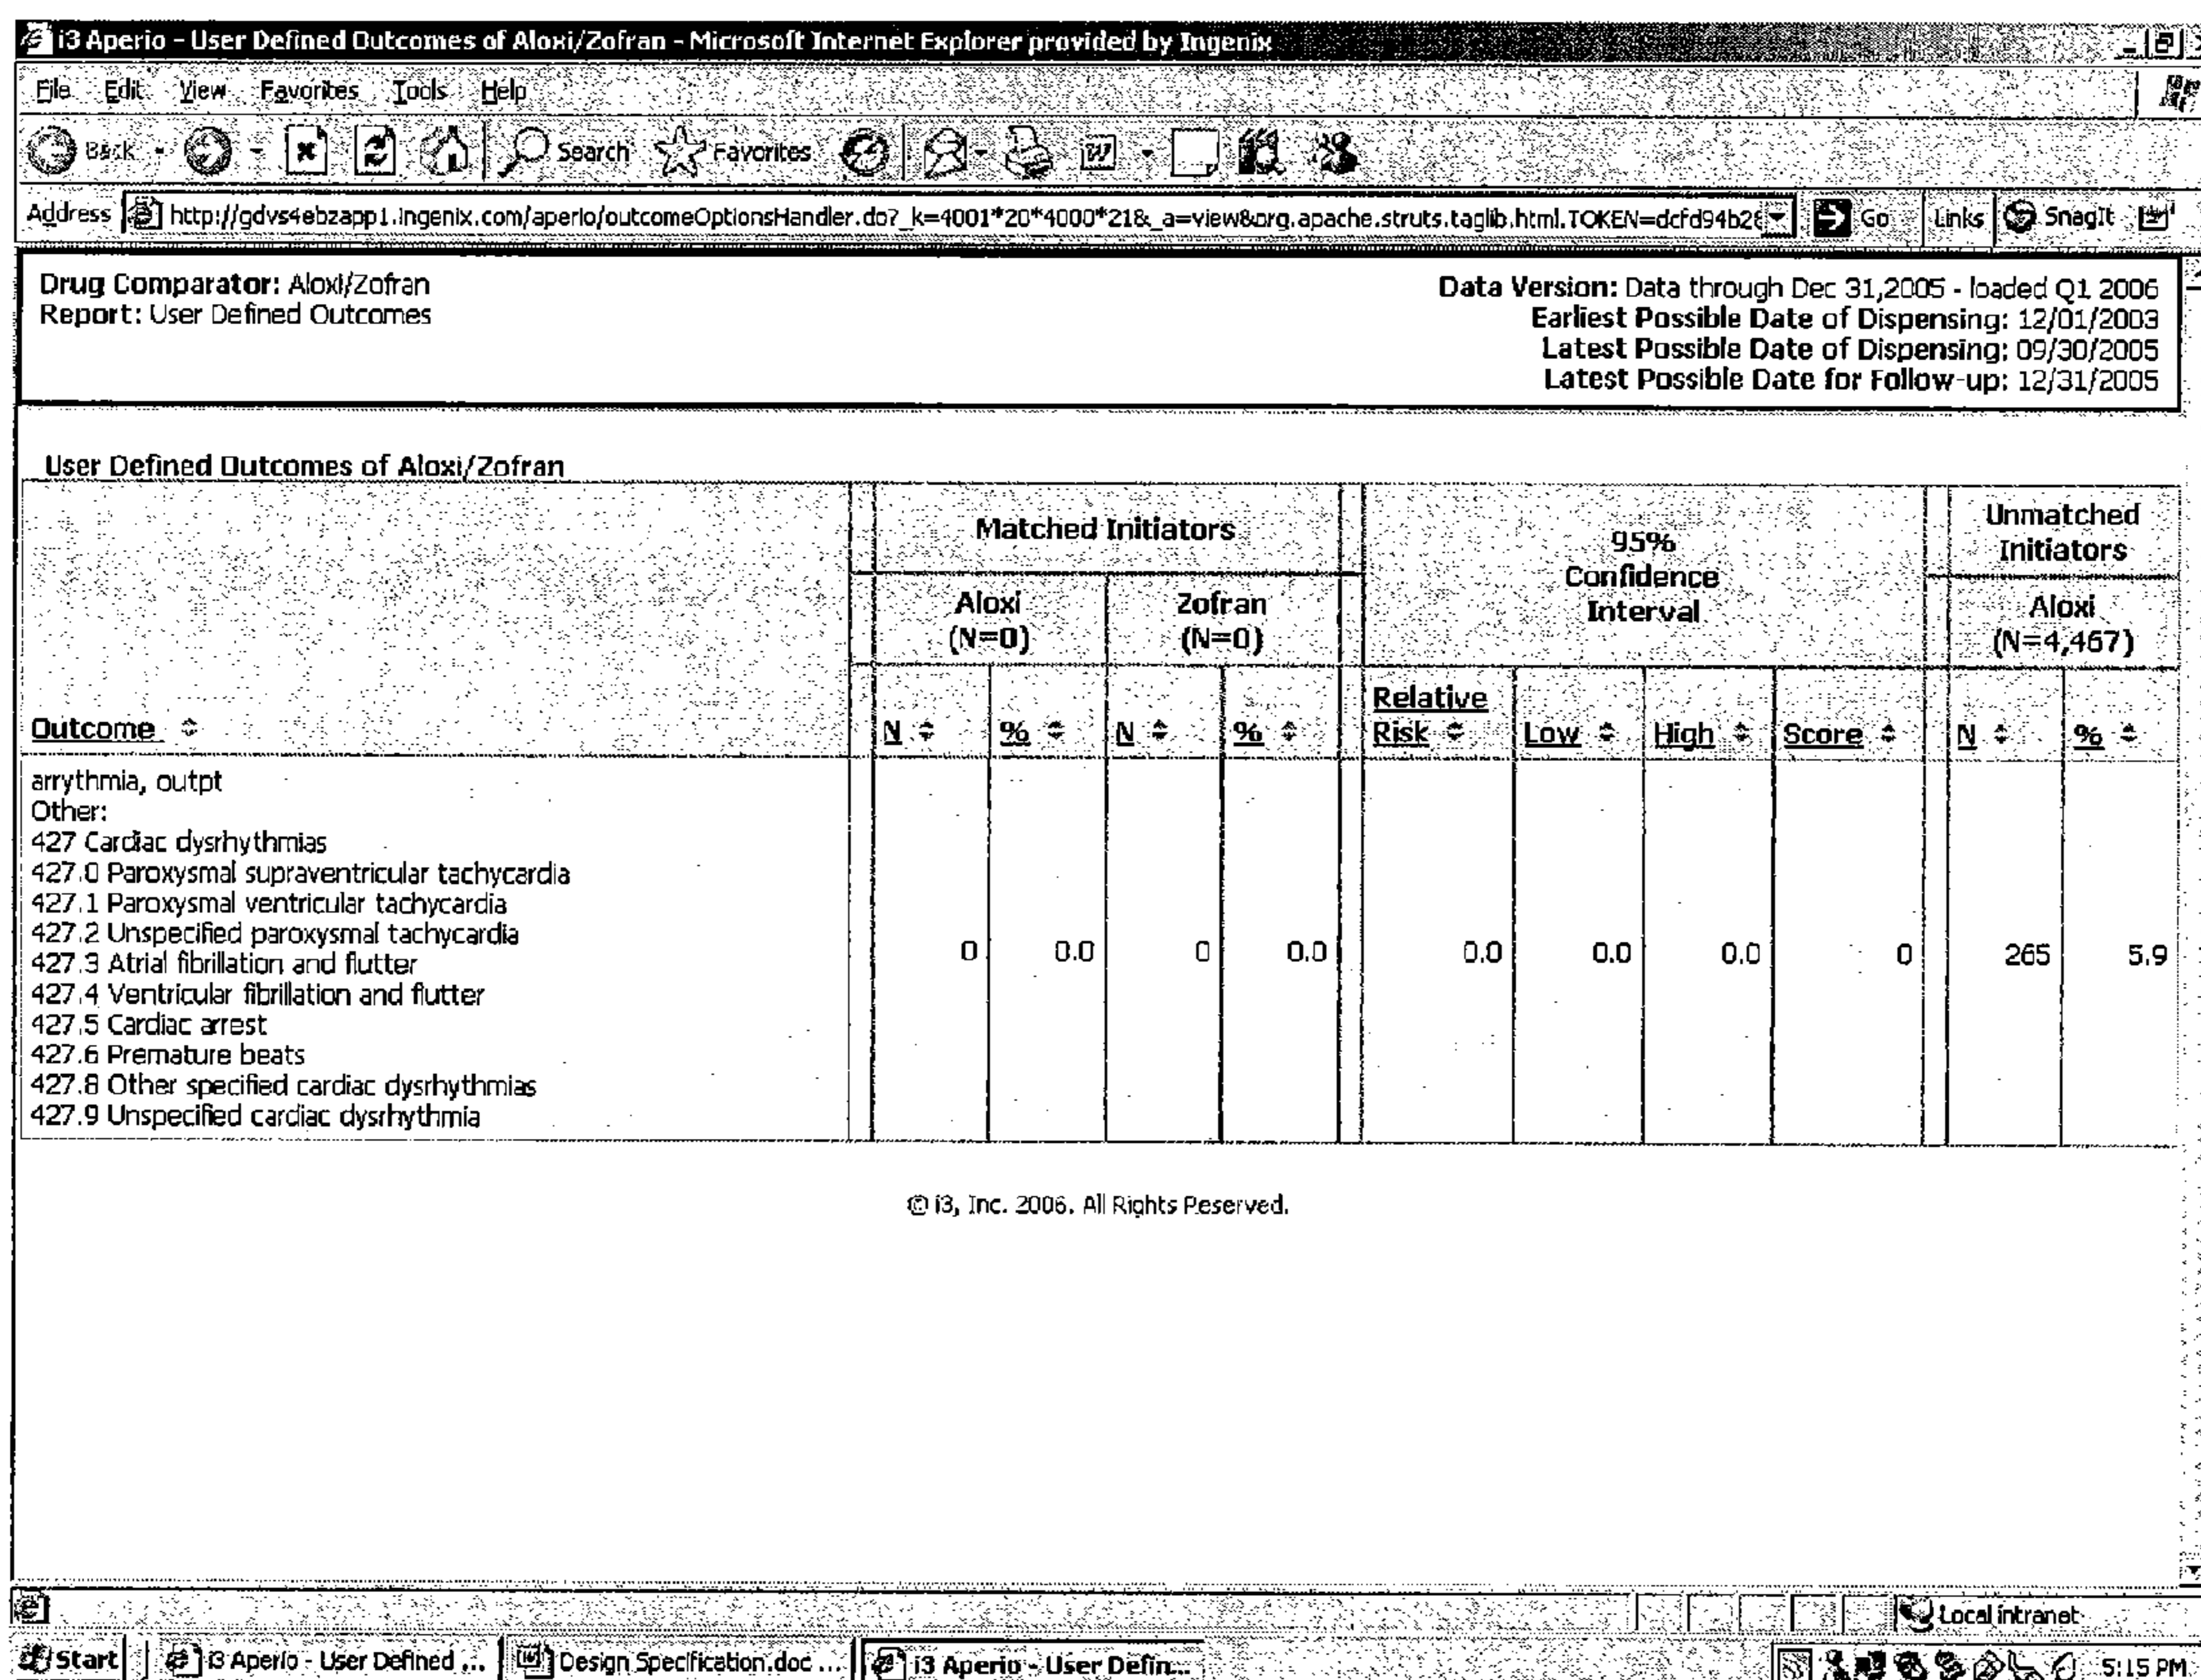 i3 Aperio - User Defined Outcomes of Aloxi/Zofran - Microsoft Internet Explorer provided by Ingenix
File Edit View Favorites Tools Help
Back Search Favorites
Address http://gdvs4ebzapp1.ingenix.com/aperio/outcomeOptionsHandler.do?_k=4001*20*4000*21&_a=view&org.apache.struts.taglib.html.TOKEN=dcfd94b26 Go Links SnagIt
Drug Comparator: Aloxi/Zofran
Report: User Defined Outcomes
Data Version: Data through Dec 31,2005 - loaded Q1 2006
Earliest Possible Date of Dispensing: 12/01/2003
Latest Possible Date of Dispensing: 09/30/2005
Latest Possible Date for Follow-up: 12/31/2005
User Defined Outcomes of Aloxi/Zofran
Matched Initiators
95%
Confidence
Interval
Unmatched
Initiators
Aloxi
(N=0)
Zofran
(N=0)
Aloxi
(N=4,467)
Outcome N % N % Relative Risk Low High Score N %
arrythmia, outpt
Other:
427 Cardiac dysrhythmias
427.0 Paroxysmal supraventricular tachycardia
427.1 Paroxysmal ventricular tachycardia
427.2 Unspecified paroxysmal tachycardia
427.3 Atrial fibrillation and flutter
427.4 Ventricular fibrillation and flutter
427.5 Cardiac arrest
427.6 Premature beats
427.8 Other specified cardiac dysrhythmias
427.9 Unspecified cardiac dysrhythmia
0 0.0 0 0.0 0.0 0.0 0.0 0 265 5.9
© i3, Inc. 2006. All Rights Reserved.
Local intranet
Start i3 Aperio - User Defined ... Design Specification.doc ... i3 Aperio - User Defin... 5:15 PM